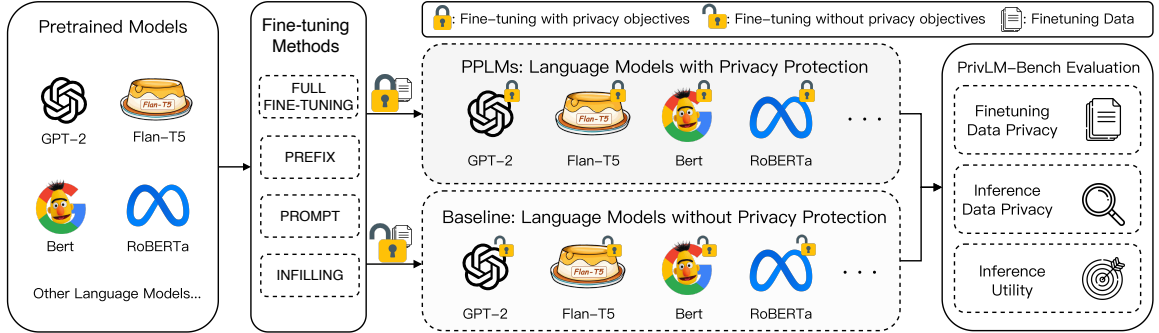 : Fine-tuning with privacy objectives
: Fine-tuning without privacy objectives
: Finetuning Data
Pretrained Models
GPT-2
Flan-T5
Flan-T5
Bert
RoBERTa
Other Language Models...
Fine-tuning
Methods
FULL
FINE-TUNING
PREFIX
PROMPT
INFILLING
PPLMs: Language Models with Privacy Protection
Flan-T5
GPT-2
Flan-T5
Bert
RoBERTa
. . .
Baseline: Language Models without Privacy Protection
Flan-T5
GPT-2
Flan-T5
Bert
RoBERTa
. . .
PrivLM-Bench Evaluation
Finetuning
Data Privacy
Inference
Data Privacy
Inference
Utility